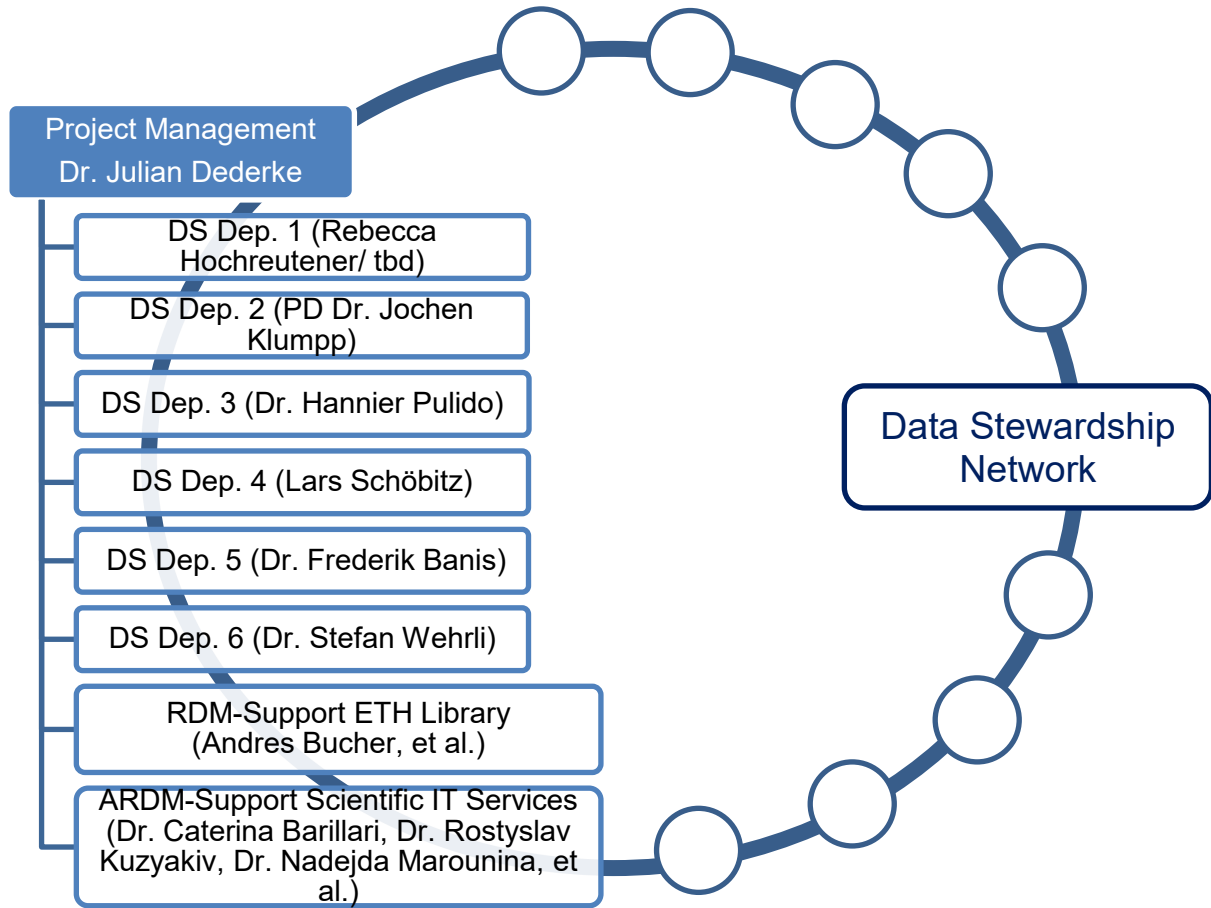 Project Management
Dr. Julian Dederke
DS Dep. 1 (Rebecca
Hochreutener/ tbd)
DS Dep. 2 (PD Dr. Jochen
Klumpp)
DS Dep. 3 (Dr. Hannier Pulido)
DS Dep. 4 (Lars Schöbitz)
DS Dep. 5 (Dr. Frederik Banis)
DS Dep. 6 (Dr. Stefan Wehrli)
RDM-Support ETH Library
(Andres Bucher, et al.)
ARDM-Support Scientific IT Services
(Dr. Caterina Barillari, Dr. Rostyslav
Kuzyakiv, Dr. Nadejda Marounina, et
al.)
Data Stewardship
Network